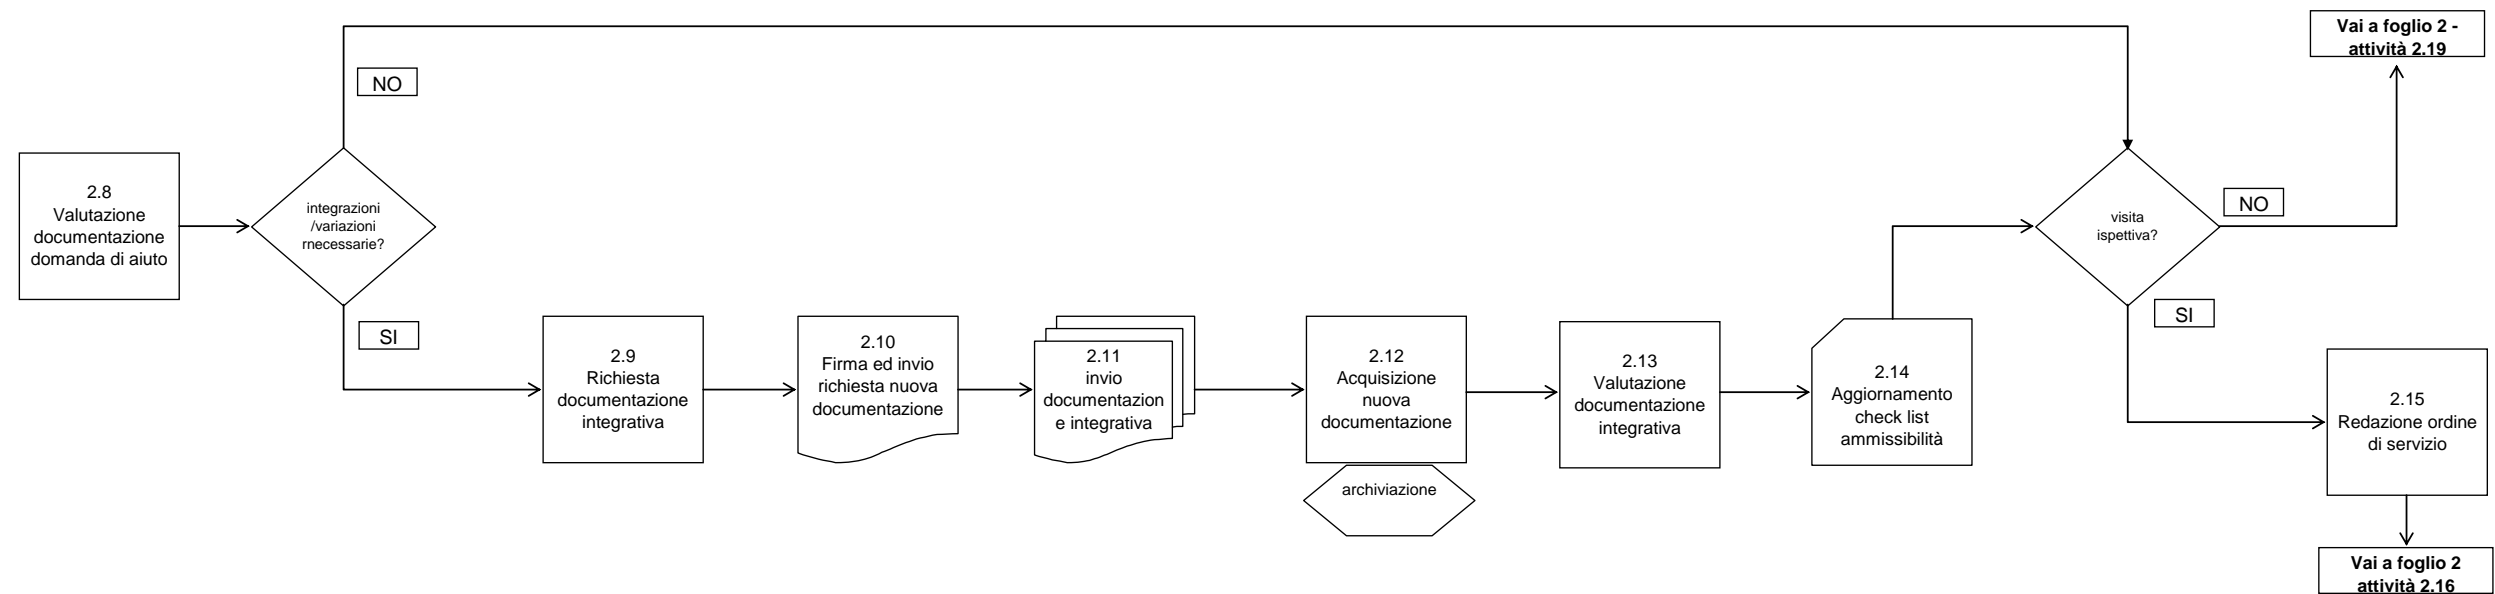 Vai a foglio 2 -
attività 2.19
NO
2.8
Valutazione
documentazione
domanda di aiuto
integrazioni
/variazioni
rnecessarie?
SI
2.9
Richiesta
documentazione
integrativa
2.10
Firma ed invio
richiesta nuova
documentazione
2.11
invio
documentazion
e integrativa
2.12
Acquisizione
nuova
documentazione
archiviazione
2.13
Valutazione
documentazione
integrativa
2.14
Aggiornamento
check list
ammissibilità
visita
ispettiva?
NO
SI
2.15
Redazione ordine
di servizio
Vai a foglio 2
attività 2.16